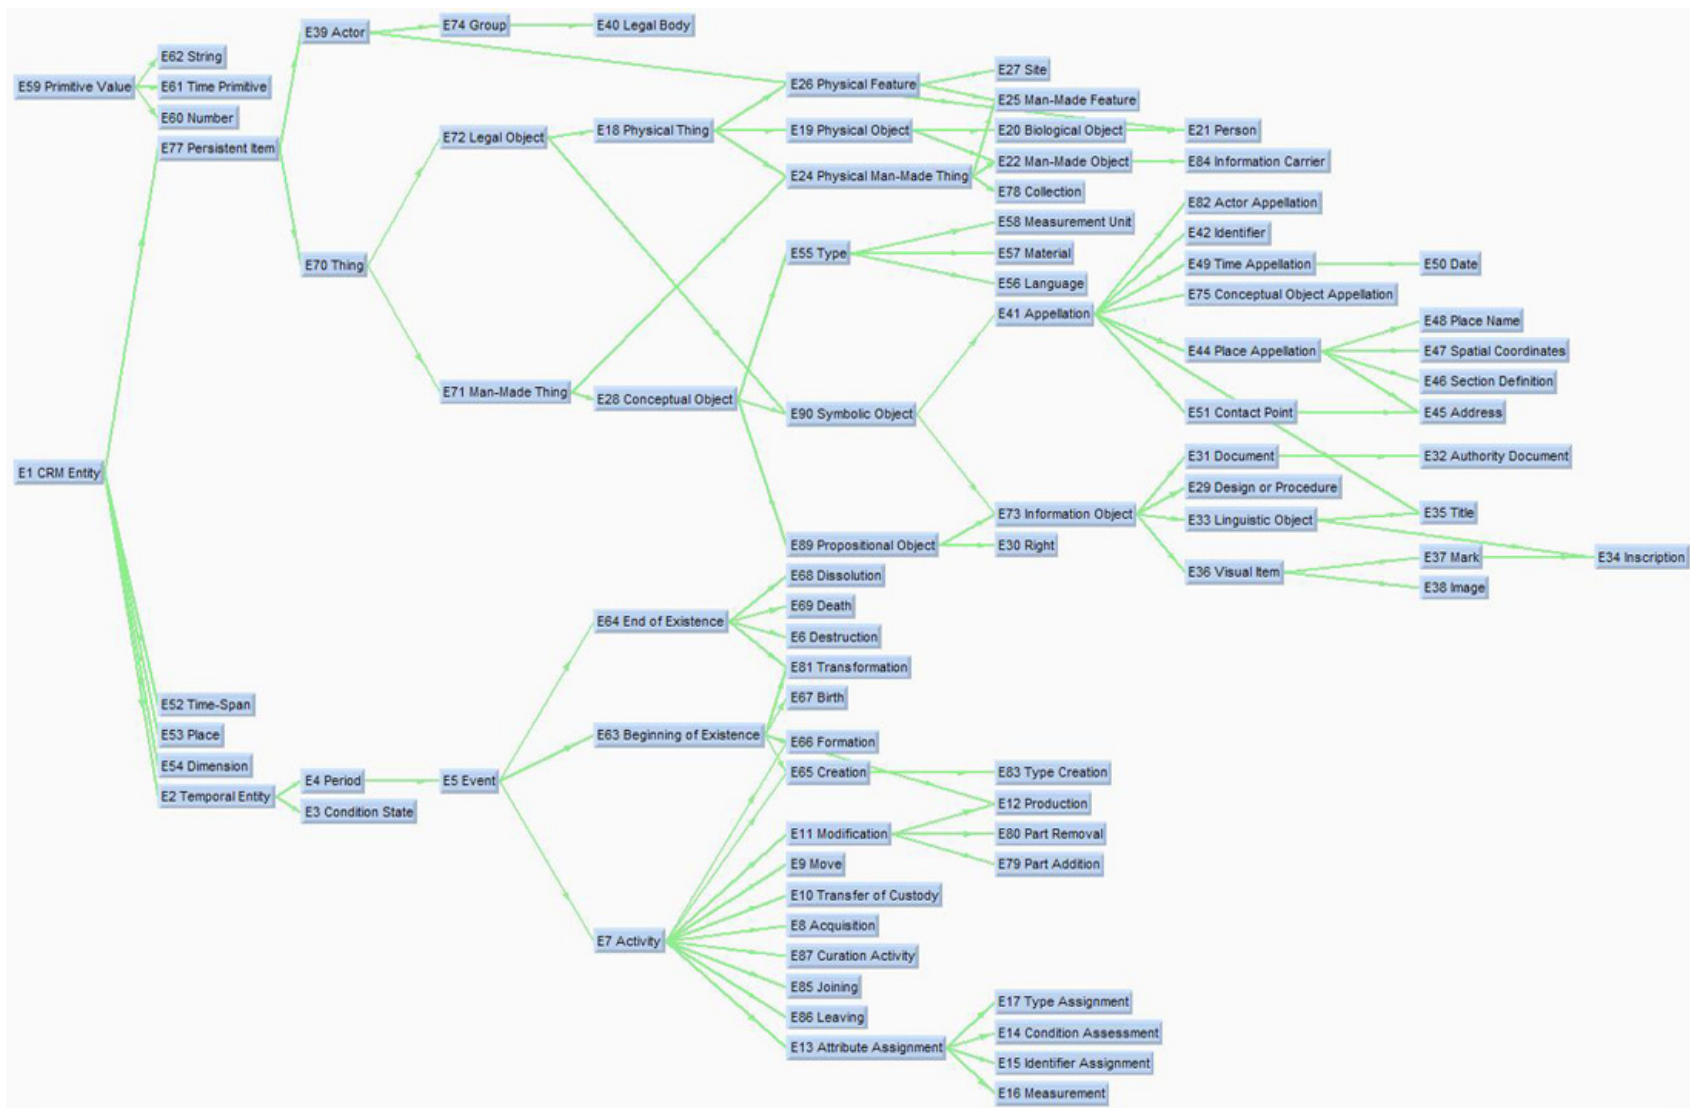 E59 Primitive Value
E62 String
E61 Time Primitive
E60 Number
E1 CRM Entity
E77 Persistent Item
E52 Time-Span
E53 Place
E54 Dimension
E2 Temporal Entity
E39 Actor
E70 Thing
E4 Period
E3 Condition State
E74 Group
E72 Legal Object
E71 Man-Made Thing
E5 Event
E40 Legal Body
E18 Physical Thing
E28 Conceptual Object
E64 End of Existence
E63 Beginning of Existence
E7 Activity
E26 Physical Feature
E19 Physical Object
E24 Physical Man-Made Thing
E55 Type
E90 Symbolic Object
E89 Propositional Object
E68 Dissolution
E69 Death
E6 Destruction
E81 Transformation
E67 Birth
E66 Formation
E65 Creation
E11 Modification
E9 Move
E10 Transfer of Custody
E8 Acquisition
E87 Curation Activity
E85 Joining
E86 Leaving
E13 Attribute Assignment
E27 Site
E25 Man-Made Feature
E20 Biological Object
E22 Man-Made Object
E78 Collection
E58 Measurement Unit
E57 Material
E56 Language
E41 Appellation
E73 Information Object
E30 Right
E83 Type Creation
E12 Production
E80 Part Removal
E79 Part Addition
E17 Type Assignment
E14 Condition Assessment
E15 Identifier Assignment
E16 Measurement
E21 Person
E84 Information Carrier
E82 Actor Appellation
E42 Identifier
E49 Time Appellation
E75 Conceptual Object Appellation
E44 Place Appellation
E51 Contact Point
E31 Document
E29 Design or Procedure
E33 Linguistic Object
E36 Visual Item
E50 Date
E48 Place Name
E47 Spatial Coordinates
E46 Section Definition
E45 Address
E32 Authority Document
E35 Title
E37 Mark
E38 Image
E34 Inscription